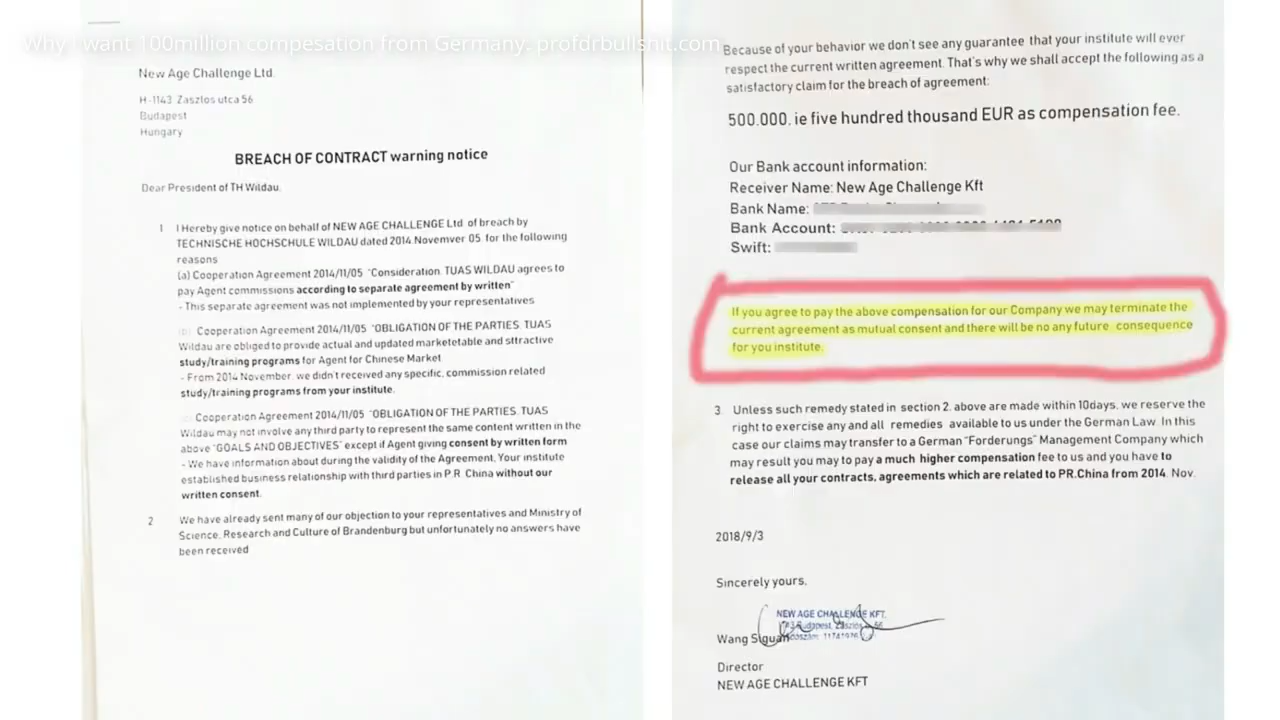 Why i want 100million compesation from Germany. profdrbullshit.com
New Age Challenge Ltd.
H-1143 Zaszlos utca 56
Budapest
Hungary
BREACH OF CONTRACT warning notice
Dear President of TH Wildau,
1 I Hereby give notice on behalf of NEW AGE CHALLENGE Ltd of breach by
TECHNISCHE HOCHSCHULE WILDAU dated 2014.Novemver 05 for the following
reasons
(a) Cooperation Agreement 2014/11/05 "Consideration. TUAS WILDAU agrees to
pay Agent commissions according to separate agreement by written"
- This separate agreement was not implemented by your representatives
(b) Cooperation Agreement 2014/11/05 "OBLIGATION OF THE PARTIES. TUAS
Wildau are obliged to provide actual and updated marketetable and sttractive
study/training programs for Agent for Chinese Market
- From 2014 November, we didn't received any specific, commission related
study/training programs from your institute.
(c) Cooperation Agreement 2014/11/05 "OBLIGATION OF THE PARTIES. TUAS
Wildau may not involve any third party to represent the same content written in the
above "GOALS AND OBJECTIVES" except if Agent giving consent by written form
- We have information about during the validity of the Agreement, Your institute
established business relationship with third parties in P.R. China without our
written consent.
2 We have already sent many of our objection to your representatives and Ministry of
Science, Research and Culture of Brandenburg but unfortunately no answers have
been received
Because of your behavior we don't see any guarantee that your institute will ever
respect the current written agreement. That's why we shall accept the following as a
satisfactory claim for the breach of agreement:
500.000. ie five hundred thousand EUR as compensation fee.
Our Bank account information:
Receiver Name: New Age Challenge Kft
Bank Name:
Bank Account:
Swift:
If you agree to pay the above compensation for our Company we may terminate the
current agreement as mutual consent and there will be no any future consequence
for you institute.
3. Unless such remedy stated in section 2. above are made within 10days, we reserve the
right to exercise any and all remedies available to us under the German Law. In this
case our claims may transfer to a German "Forderungs" Management Company which
may result you may to pay a much higher compensation fee to us and you have to
release all your contracts, agreements which are related to PR.China from 2014. Nov.
2018/9/3
Sincerely yours,
NEW AGE CHALLENGE KFT.
Budapest, Zászlós u. 56
Wang Siguan
Director
NEW AGE CHALLENGE KFT